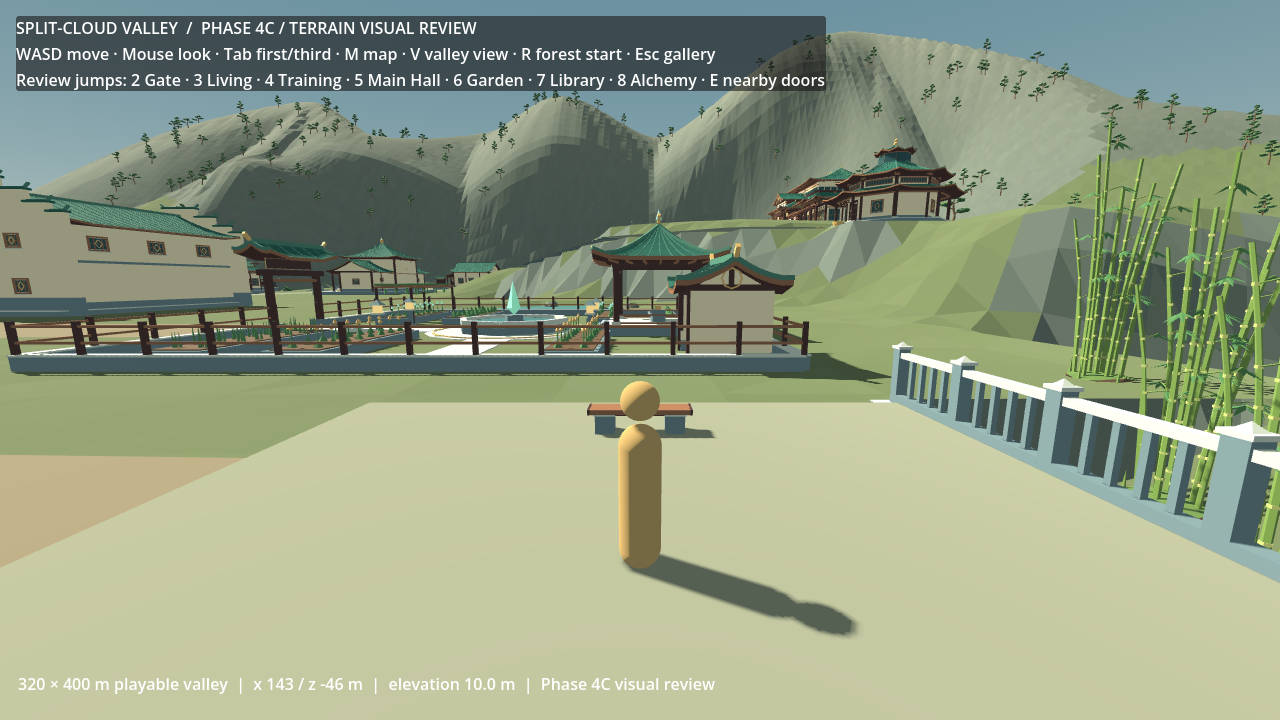 SPLIT-CLOUD VALLEY / PHASE 4C / TERRAIN VISUAL REVIEW
WASD move · Mouse look · Tab first/third · M map · V valley view · R forest start · Esc gallery
Review jumps: 2 Gate · 3 Living · 4 Training · 5 Main Hall · 6 Garden · 7 Library · 8 Alchemy · E nearby doors
320 × 400 m playable valley | x 143 / z -46 m | elevation 10.0 m | Phase 4C visual review